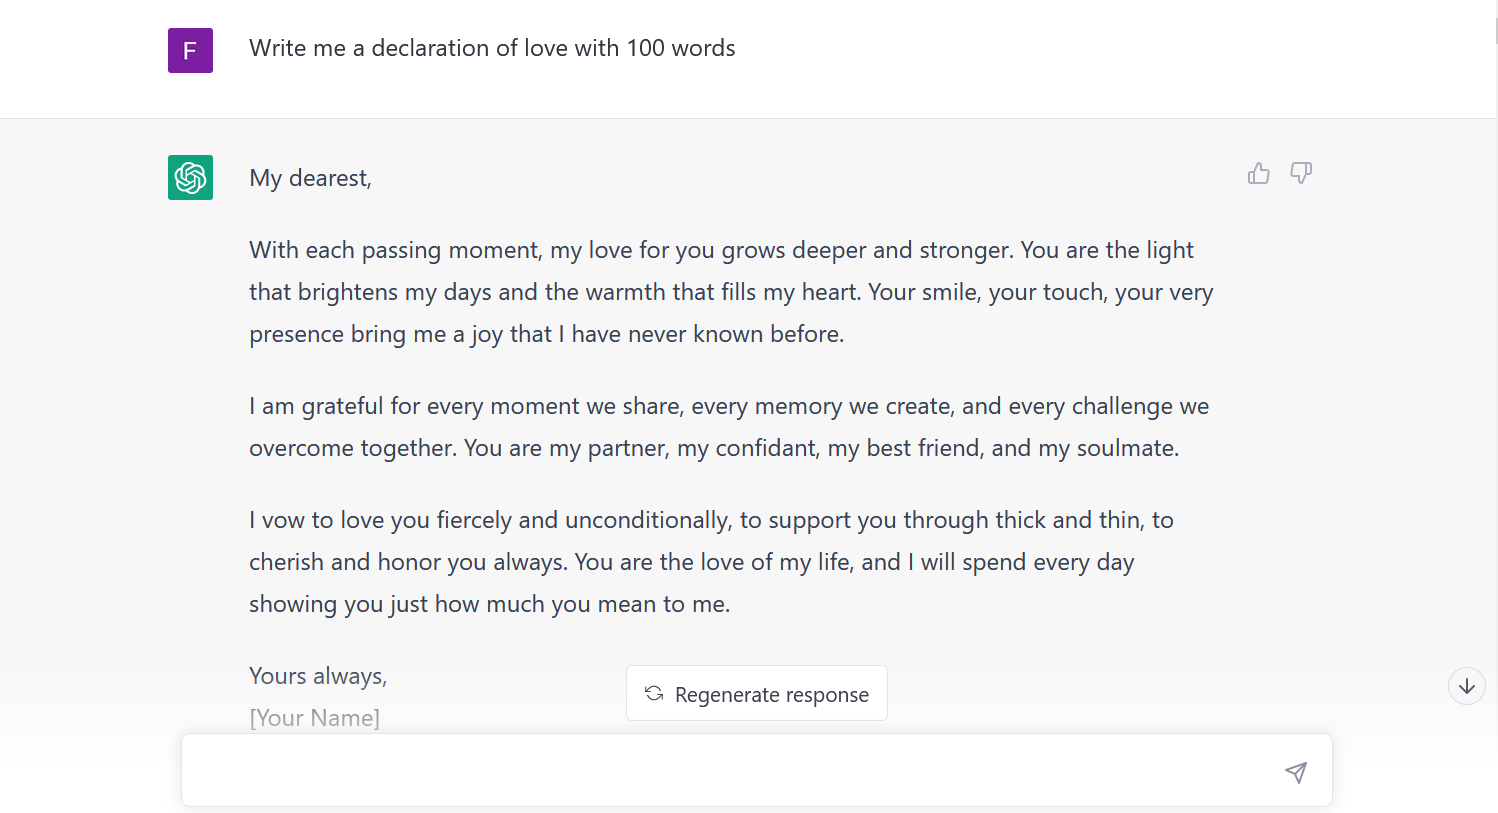 F
Write me a declaration of love with 100 words
My dearest,
With each passing moment, my love for you grows deeper and stronger. You are the light
that brightens my days and the warmth that fills my heart. Your smile, your touch, your very
presence bring me a joy that I have never known before.
I am grateful for every moment we share, every memory we create, and every challenge we
overcome together. You are my partner, my confidant, my best friend, and my soulmate.
I vow to love you fiercely and unconditionally, to support you through thick and thin, to
cherish and honor you always. You are the love of my life, and I will spend every day
showing you just how much you mean to me.
Yours always,
[Your Name]
Regenerate response